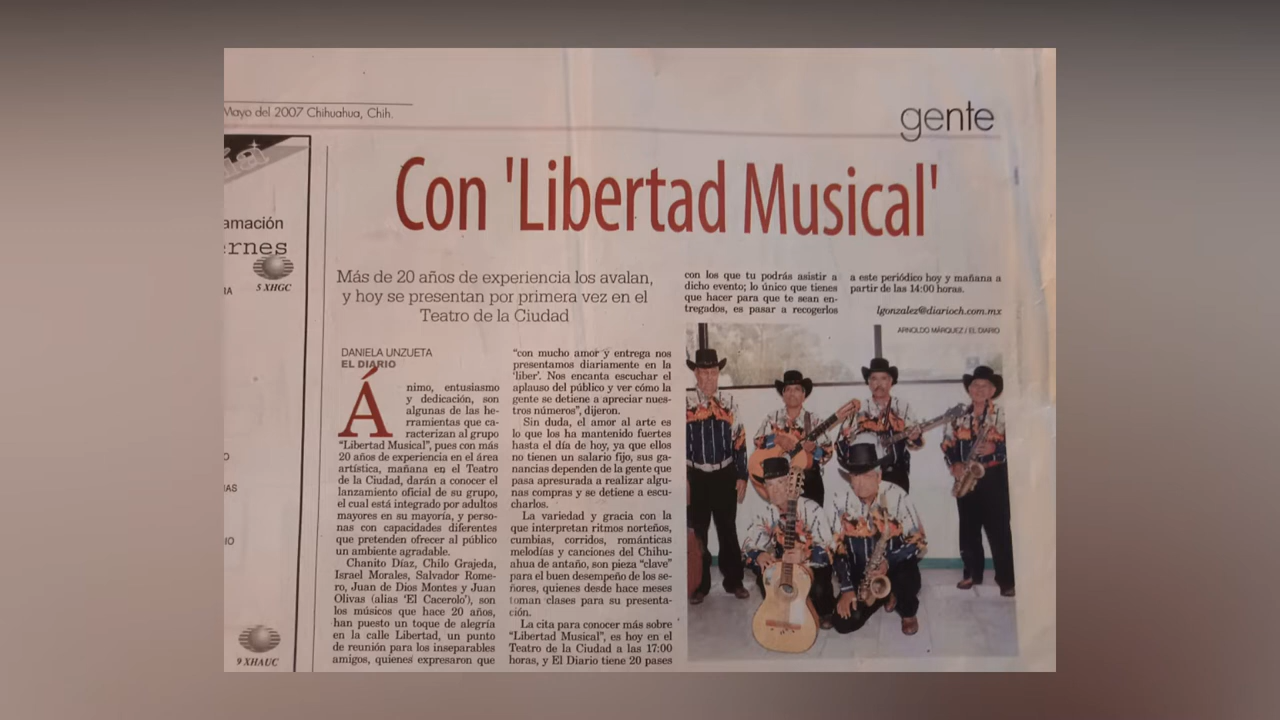 Mayo del 2007 Chihuahua, Chih.
gente
ía
amación
ernes
5 XHGC
IA
O
IAS
IO
9 XHAUC
Con 'Libertad Musical'
Más de 20 años de experiencia los avalan,
y hoy se presentan por primera vez en el
Teatro de la Ciudad
DANIELA UNZUETA
EL DIARIO
Ánimo, entusiasmo
y dedicación, son
algunas de las he-
rramientas que ca-
racterizan al grupo
“Libertad Musical”, pues con más
20 años de experiencia en el área
artística, mañana en el Teatro
de la Ciudad, darán a conocer el
lanzamiento oficial de su grupo,
el cual está integrado por adultos
mayores en su mayoría, y perso-
nas con capacidades diferentes
que pretenden ofrecer al público
un ambiente agradable.
Chanito Díaz, Chilo Grajeda,
Israel Morales, Salvador Rome-
ro, Juan de Dios Montes y Juan
Olivas (alias ‘El Cacerolo’), son
los músicos que hace 20 años,
han puesto un toque de alegría
en la calle Libertad, un punto
de reunión para los inseparables
amigos, quienes expresaron que
“con mucho amor y entrega nos
presentamos diariamente en la
‘liber’. Nos encanta escuchar el
aplauso del público y ver cómo la
gente se detiene a apreciar nues-
tros números”, dijeron.
Sin duda, el amor al arte es
lo que los ha mantenido fuertes
hasta el día de hoy, ya que ellos
no tienen un salario fijo, sus ga-
nancias dependen de la gente que
pasa apresurada a realizar algu-
nas compras y se detiene a escu-
charlos.
La variedad y gracia con la
que interpretan ritmos norteños,
cumbias, corridos, románticas
melodías y canciones del Chihu-
ahua de antaño, son pieza “clave”
para el buen desempeño de los se-
ñores, quienes desde hace meses
toman clases para su presenta-
ción.
La cita para conocer más sobre
“Libertad Musical”, es hoy en el
Teatro de la Ciudad a las 17:00
horas, y El Diario tiene 20 pases
con los que tu podrás asistir a
dicho evento; lo único que tienes
que hacer para que te sean en-
tregados, es pasar a recogerlos
a este periódico hoy y mañana a
partir de las 14:00 horas.
lgonzalez@diarioch.com.mx
ARNOLDO MÁRQUEZ / EL DIARIO